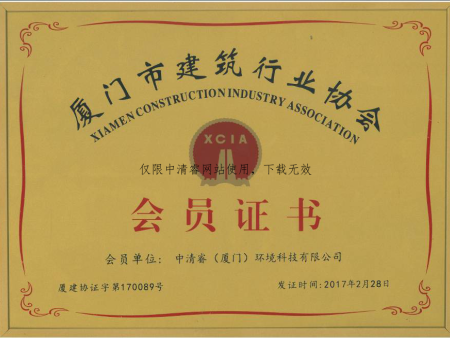 厦门市建筑行业协会
XIAMEN CONSTRUCTION INDUSTRY ASSOCIATION
XCIA
仅限中清睿网站使用，下载无效
会员证书
会员单位： 中清睿（厦门）环境科技有限公司
厦建协证字第170089号
发证时间：2017年2月28日